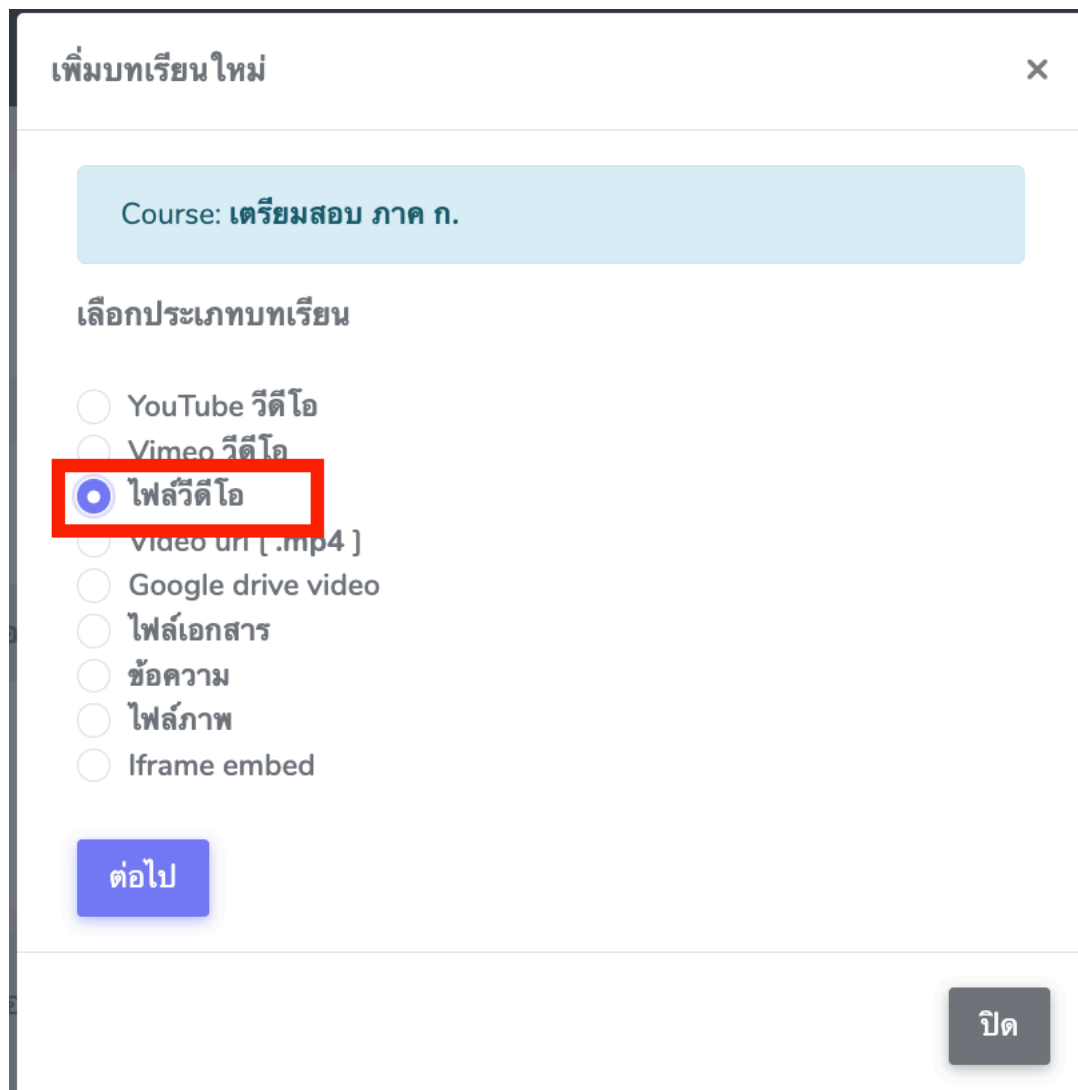 เพิ่มบทเรียนใหม่ ×
Course: เตรียมสอบ ภาค ก.
เลือกประเภทบทเรียน
YouTube วีดีโอ
Vimeo วีดีโอ
ไฟล์วีดีโอ
Video url [ .mp4 ]
Google drive video
ไฟล์เอกสาร
ข้อความ
ไฟล์ภาพ
Iframe embed
ต่อไป
ปิด